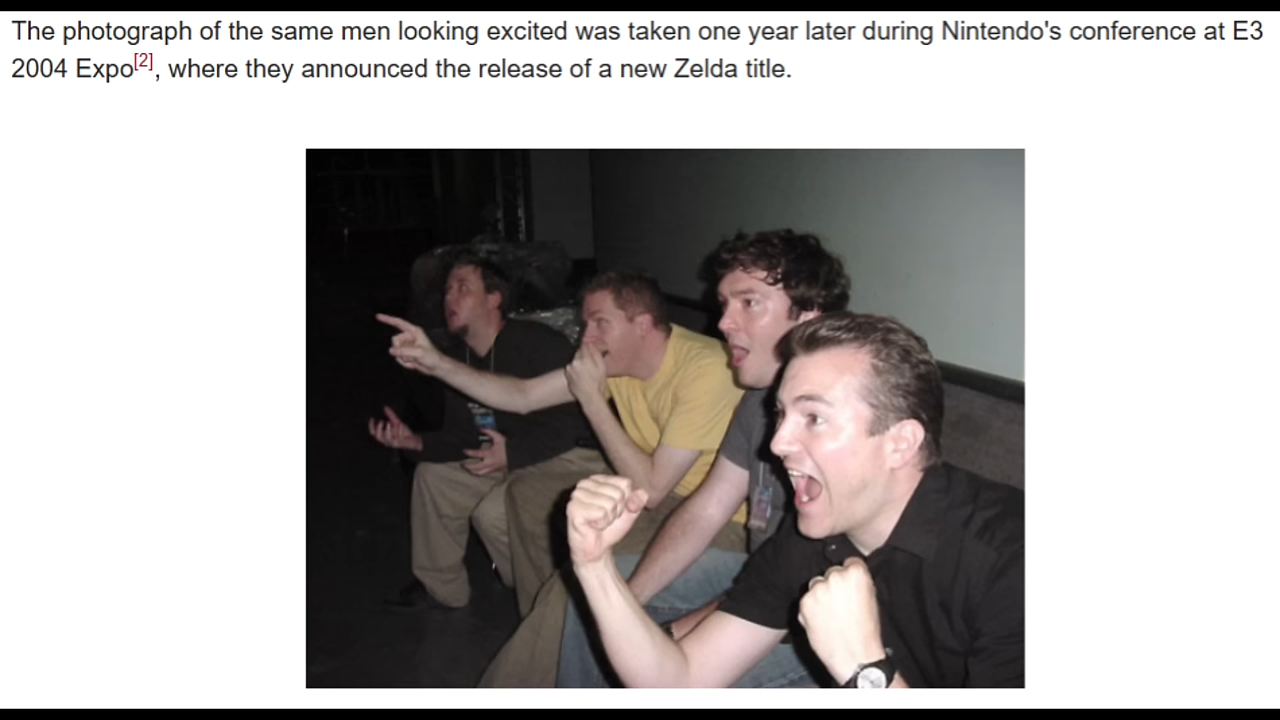 The photograph of the same men looking excited was taken one year later during Nintendo's conference at E3
2004 Expo[2], where they announced the release of a new Zelda title.